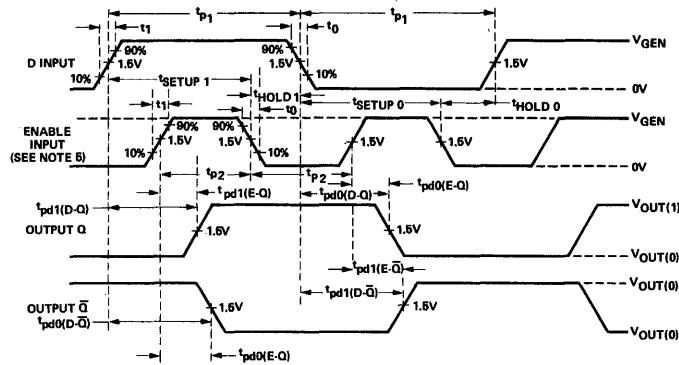 tp1 tp1
t1 t0
90% 90% VGEN
D INPUT 1.5V 1.5V 1.5V
10% 10%
tSETUP 1 0V
tHOLD 1 tSETUP 0 tHOLD 0
t1 t0 VGEN
ENABLE INPUT (SEE NOTE 5) 90% 90%
1.5V 1.5V 1.5V 1.5V
10% 10% 0V
tp2 tp2
tpd1(E-Q) tpd0(D-Q) tpd0(E-Q)
tpd1(D-Q) VOUT(1)
OUTPUT Q 1.5V 1.5V
VOUT(0)
tpd1(E-Q̅)
VOUT(0)
OUTPUT Q̅ tpd1(D-Q̅)
1.5V 1.5V
tpd0(D-Q̅) VOUT(0)
tpd0(E-Q)